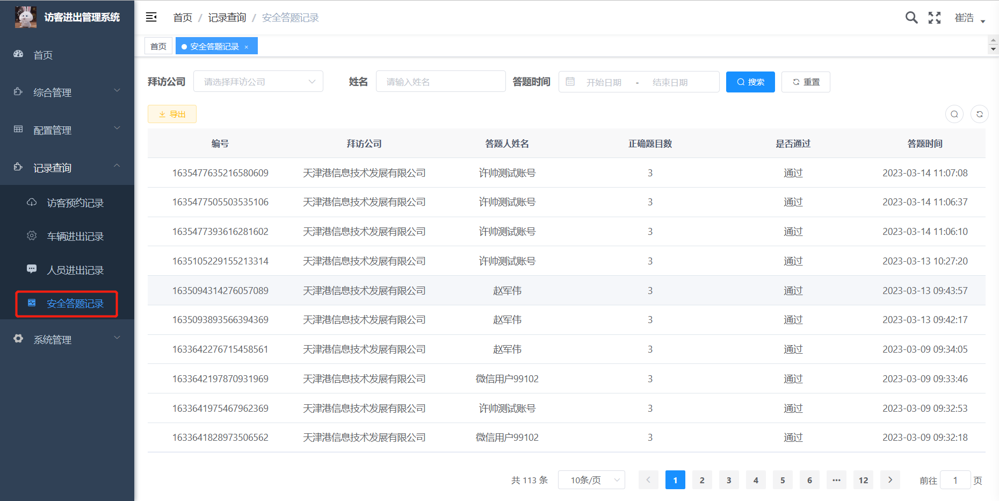 访客进出管理系统
首页
综合管理
配置管理
记录查询
访客预约记录
车辆进出记录
人员进出记录
安全答题记录
系统管理
首页 / 记录查询 / 安全答题记录
崔浩
首页
安全答题记录 ×
拜访公司 请选择拜访公司 姓名 请输入姓名 答题时间 开始日期 - 结束日期 搜索 重置
导出
编号 拜访公司 答题人姓名 正确题目数 是否通过 答题时间
1635477635216580609 天津港信息技术发展有限公司 许帅测试账号 3 通过 2023-03-14 11:07:08
1635477505503535106 天津港信息技术发展有限公司 许帅测试账号 3 通过 2023-03-14 11:06:37
1635477393616281602 天津港信息技术发展有限公司 许帅测试账号 3 通过 2023-03-14 11:06:10
1635105229155213314 天津港信息技术发展有限公司 许帅测试账号 3 通过 2023-03-13 10:27:20
1635094314276057089 天津港信息技术发展有限公司 赵军伟 3 通过 2023-03-13 09:43:57
1635093893566394369 天津港信息技术发展有限公司 赵军伟 3 通过 2023-03-13 09:42:17
1633642276715458561 天津港信息技术发展有限公司 赵军伟 3 通过 2023-03-09 09:34:05
1633642197870931969 天津港信息技术发展有限公司 微信用户99102 3 通过 2023-03-09 09:33:46
1633641975467962369 天津港信息技术发展有限公司 许帅测试账号 3 通过 2023-03-09 09:32:53
1633641828973506562 天津港信息技术发展有限公司 微信用户99102 3 通过 2023-03-09 09:32:18
共 113 条 10条/页 1 2 3 4 5 6 ··· 12 前往 1 页